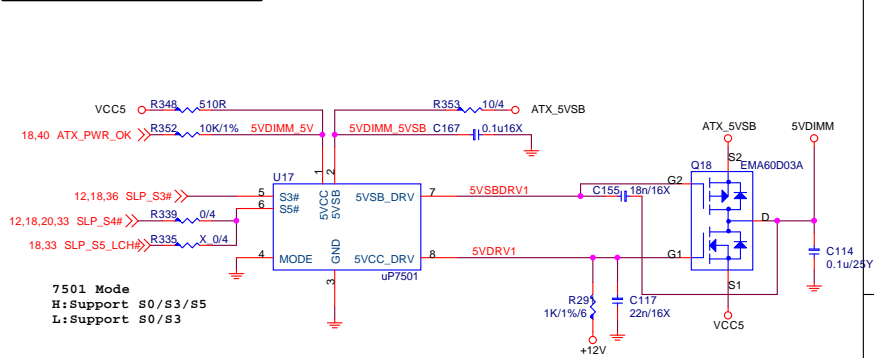 VCC5 R348 510R R353 10/4 ATX_5VSB
18,40 ATX_PWR_OK R352 10K/1% 5VDIMM_5V 5VDIMM_5VSB C167 0.1u16X
ATX_5VSB 5VDIMM
1 2
S2
U17 Q18 EMA60D03A
12,18,36 SLP_S3# 5 S3# 5VCC 5VSB 5VSB_DRV 7 5VSBDRV1 C155 18n/16X G2
6 S5#
12,18,20,33 SLP_S4# R339 0/4
D
18,33 SLP_S5_LCH# R335 X_0/4
4 MODE GND 5VCC_DRV 8 5VDRV1 G1
C114
0.1u/25Y
uP7501
3
S1
7501 Mode
H:Support S0/S3/S5
L:Support S0/S3
R291
1K/1%/6
C117
22n/16X
VCC5
+12V